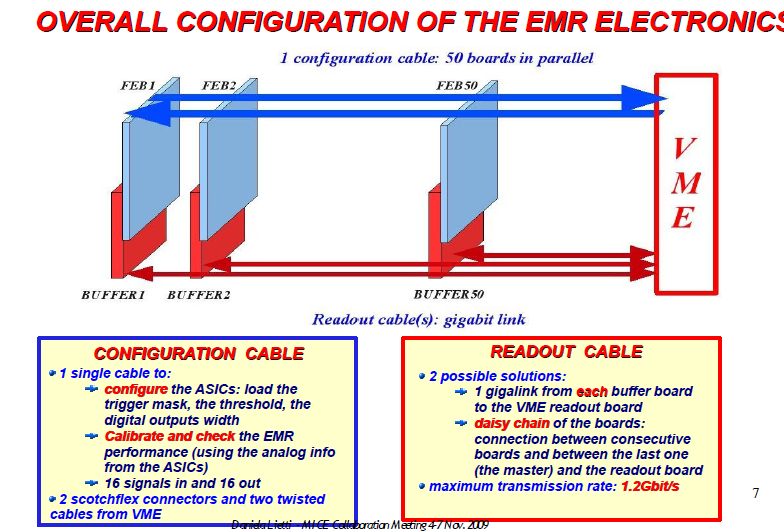 OVERALL CONFIGURATION OF THE EMR ELECTRONICS
1 configuration cable: 50 boards in parallel
FEB1 FEB2 FEB50
V
M
E
BUFFER1 BUFFER2 BUFFER50
Readout cable(s): gigabit link
CONFIGURATION CABLE
1 single cable to:
configure the ASICs: load the
trigger mask, the threshold, the
digital outputs width
Calibrate and check the EMR
performance (using the analog info
from the ASICs)
16 signals in and 16 out
2 scotchflex connectors and two twisted
cables from VME
READOUT CABLE
2 possible solutions:
1 gigalink from each buffer board
to the VME readout board
daisy chain of the boards:
connection between consecutive
boards and between the last one
(the master) and the readout board
maximum transmission rate: 1.2Gbit/s
7
Daniela Lietti - MICE Collaboration Meeting 4-7 Nov. 2009